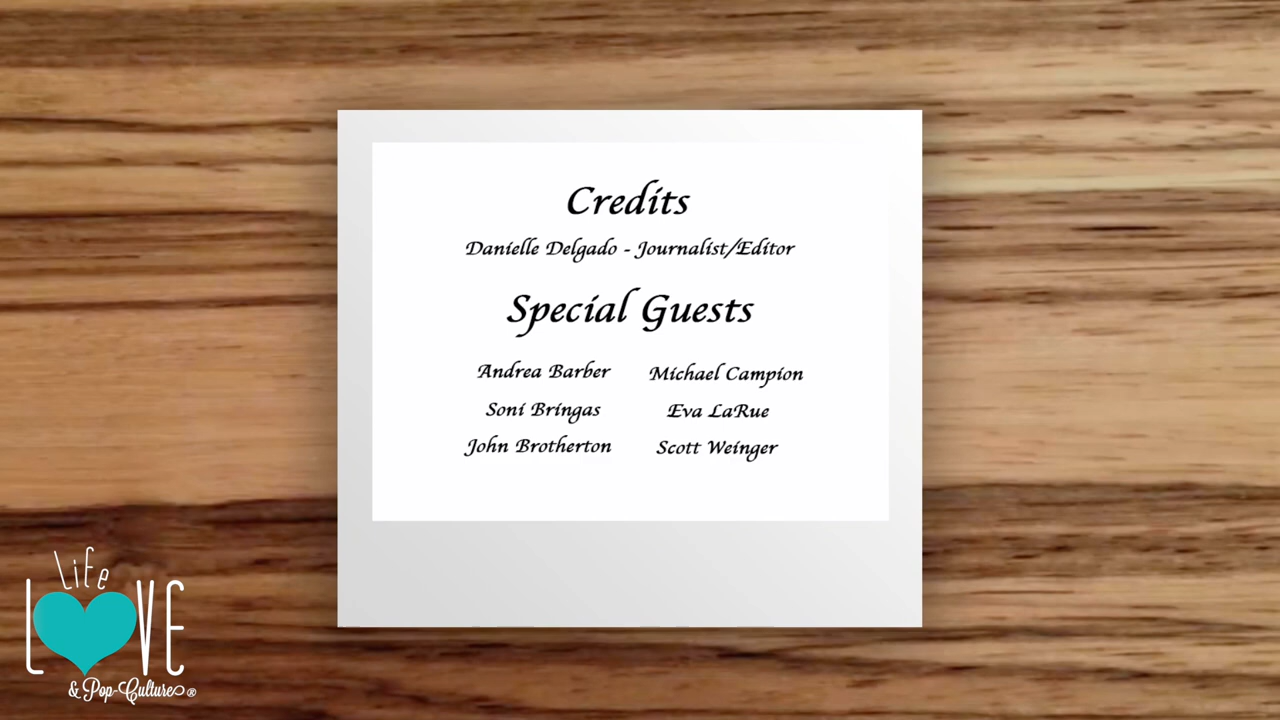 Credits
Danielle Delgado - Journalist/Editor
Special Guests
Andrea Barber Michael Campion
Soni Bringas Eva LaRue
John Brotherton Scott Weinger
Life
LOVE
& Pop-Culture®